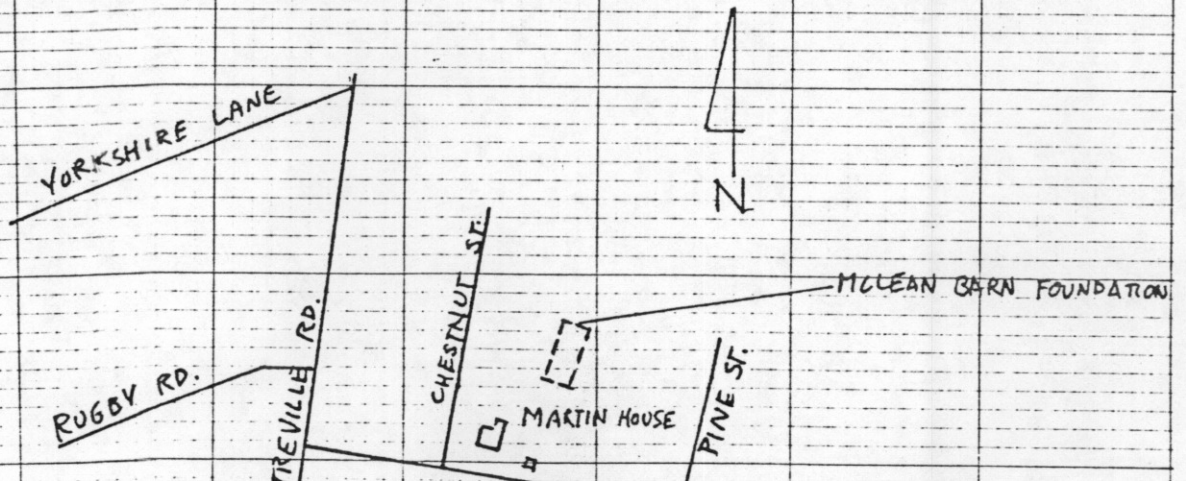 YORKSHIRE LANE
N
CHESTNUT ST.
MCLEAN BARN FOUNDATION
TREVILLE RD.
RUGBY RD.
MARTIN HOUSE
PINE ST.